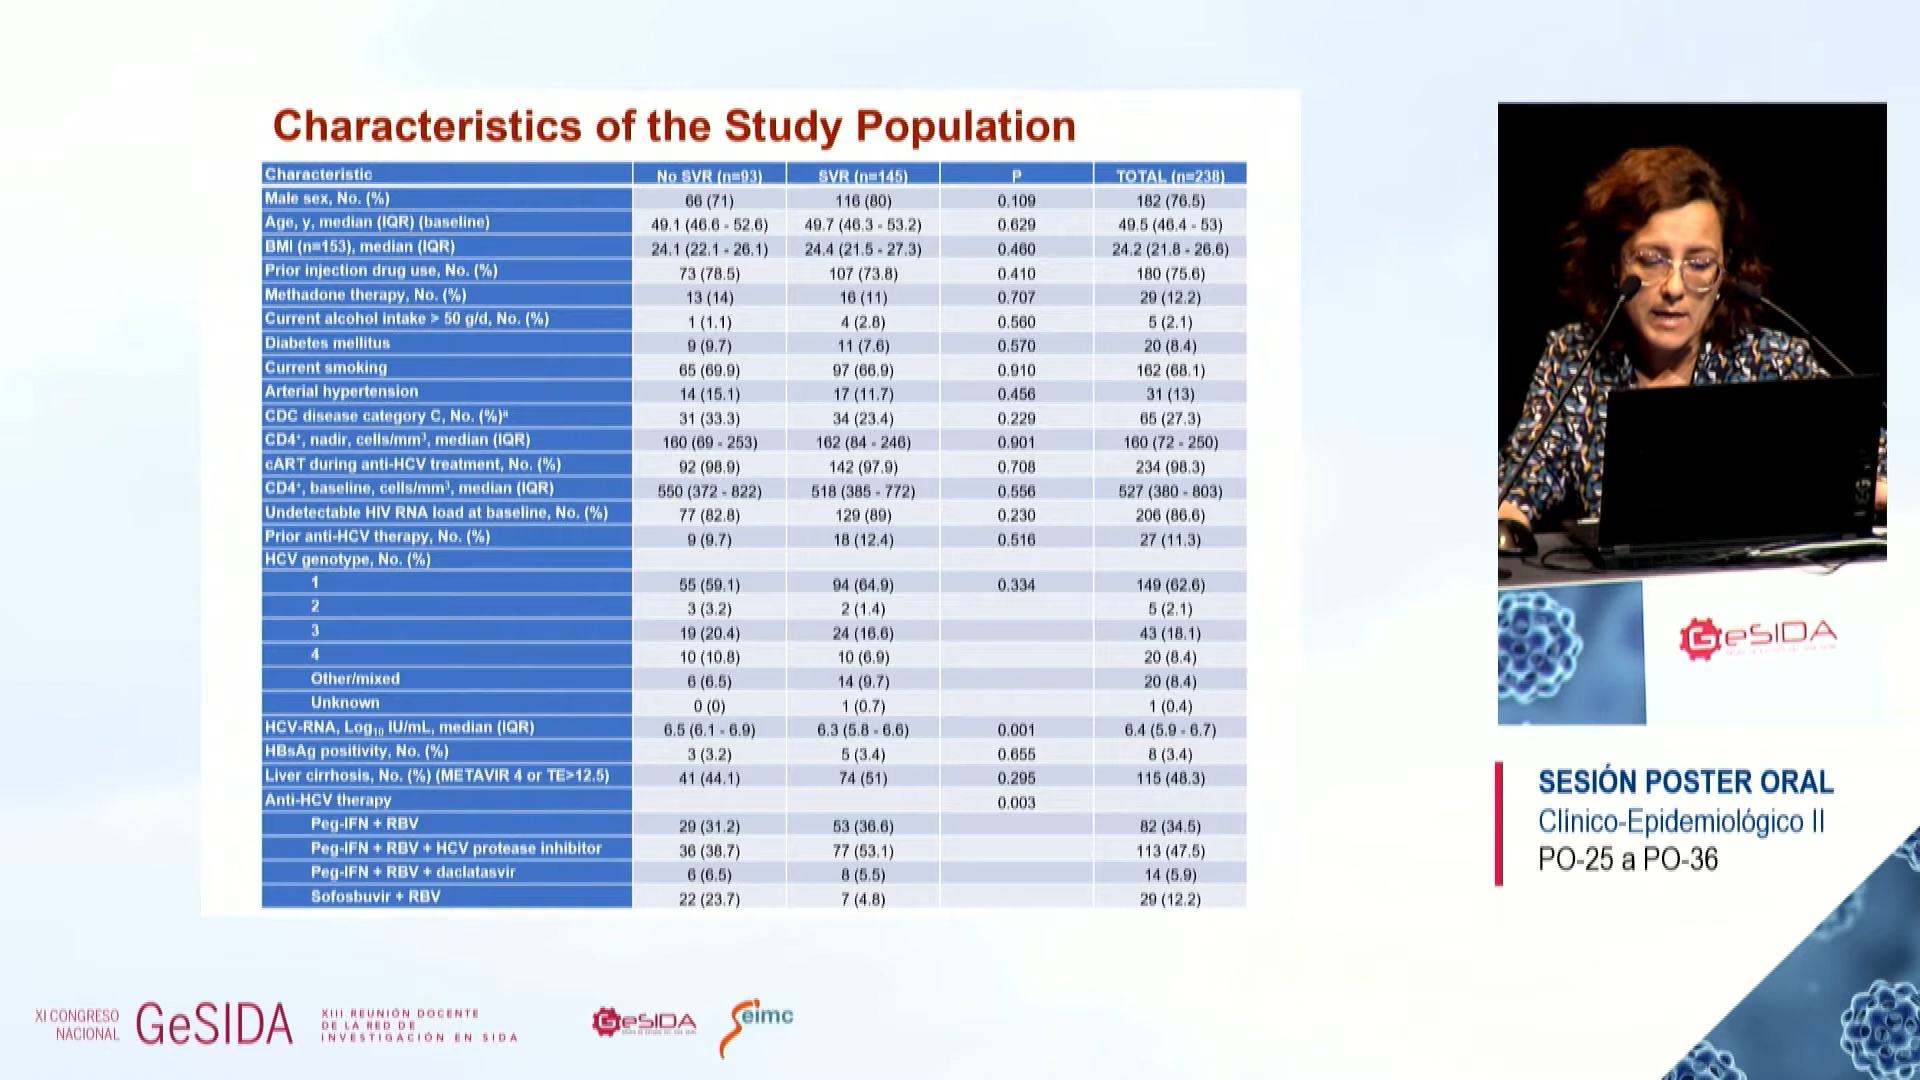 Characteristics of the Study Population
Characteristic No SVR (n=93) SVR (n=145) P TOTAL (n=238)
Male sex, No. (%) 66 (71) 116 (80) 0.109 182 (76.5)
Age, y, median (IQR) (baseline) 49.1 (46.6 - 52.6) 49.7 (46.3 - 53.2) 0.629 49.5 (46.4 - 53)
BMI (n=153), median (IQR) 24.1 (22.1 - 26.1) 24.4 (21.5 - 27.3) 0.460 24.2 (21.8 - 26.6)
Prior injection drug use, No. (%) 73 (78.5) 107 (73.8) 0.410 180 (75.6)
Methadone therapy, No. (%) 13 (14) 16 (11) 0.707 29 (12.2)
Current alcohol intake > 50 g/d, No. (%) 1 (1.1) 4 (2.8) 0.560 5 (2.1)
Diabetes mellitus 9 (9.7) 11 (7.6) 0.570 20 (8.4)
Current smoking 65 (69.9) 97 (66.9) 0.910 162 (68.1)
Arterial hypertension 14 (15.1) 17 (11.7) 0.456 31 (13)
CDC disease category C, No. (%)ª 31 (33.3) 34 (23.4) 0.229 65 (27.3)
CD4⁺, nadir, cells/mm³, median (IQR) 160 (69 - 253) 162 (84 - 246) 0.901 160 (72 - 250)
cART during anti-HCV treatment, No. (%) 92 (98.9) 142 (97.9) 0.708 234 (98.3)
CD4⁺, baseline, cells/mm³, median (IQR) 550 (372 - 822) 518 (385 - 772) 0.556 527 (380 - 803)
Undetectable HIV RNA load at baseline, No. (%) 77 (82.8) 129 (89) 0.230 206 (86.6)
Prior anti-HCV therapy, No. (%) 9 (9.7) 18 (12.4) 0.516 27 (11.3)
HCV genotype, No. (%)
1 55 (59.1) 94 (64.9) 0.334 149 (62.6)
2 3 (3.2) 2 (1.4) 5 (2.1)
3 19 (20.4) 24 (16.6) 43 (18.1)
4 10 (10.8) 10 (6.9) 20 (8.4)
Other/mixed 6 (6.5) 14 (9.7) 20 (8.4)
Unknown 0 (0) 1 (0.7) 1 (0.4)
HCV-RNA, Log₁₀ IU/mL, median (IQR) 6.5 (6.1 - 6.9) 6.3 (5.8 - 6.6) 0.001 6.4 (5.9 - 6.7)
HBsAg positivity, No. (%) 3 (3.2) 5 (3.4) 0.655 8 (3.4)
Liver cirrhosis, No. (%) (METAVIR 4 or TE>12.5) 41 (44.1) 74 (51) 0.295 115 (48.3)
Anti-HCV therapy 0.003
Peg-IFN + RBV 29 (31.2) 53 (36.6) 82 (34.5)
Peg-IFN + RBV + HCV protease inhibitor 36 (38.7) 77 (53.1) 113 (47.5)
Peg-IFN + RBV + daclatasvir 6 (6.5) 8 (5.5) 14 (5.9)
Sofosbuvir + RBV 22 (23.7) 7 (4.8) 29 (12.2)
GeSIDA
SESIÓN POSTER ORAL
Clínico-Epidemiológico II
PO-25 a PO-36
XI CONGRESO
NACIONAL
GeSIDA
XIII REUNIÓN DOCENTE
DE LA RED DE
INVESTIGACIÓN EN SIDA
GeSIDA
Seimc